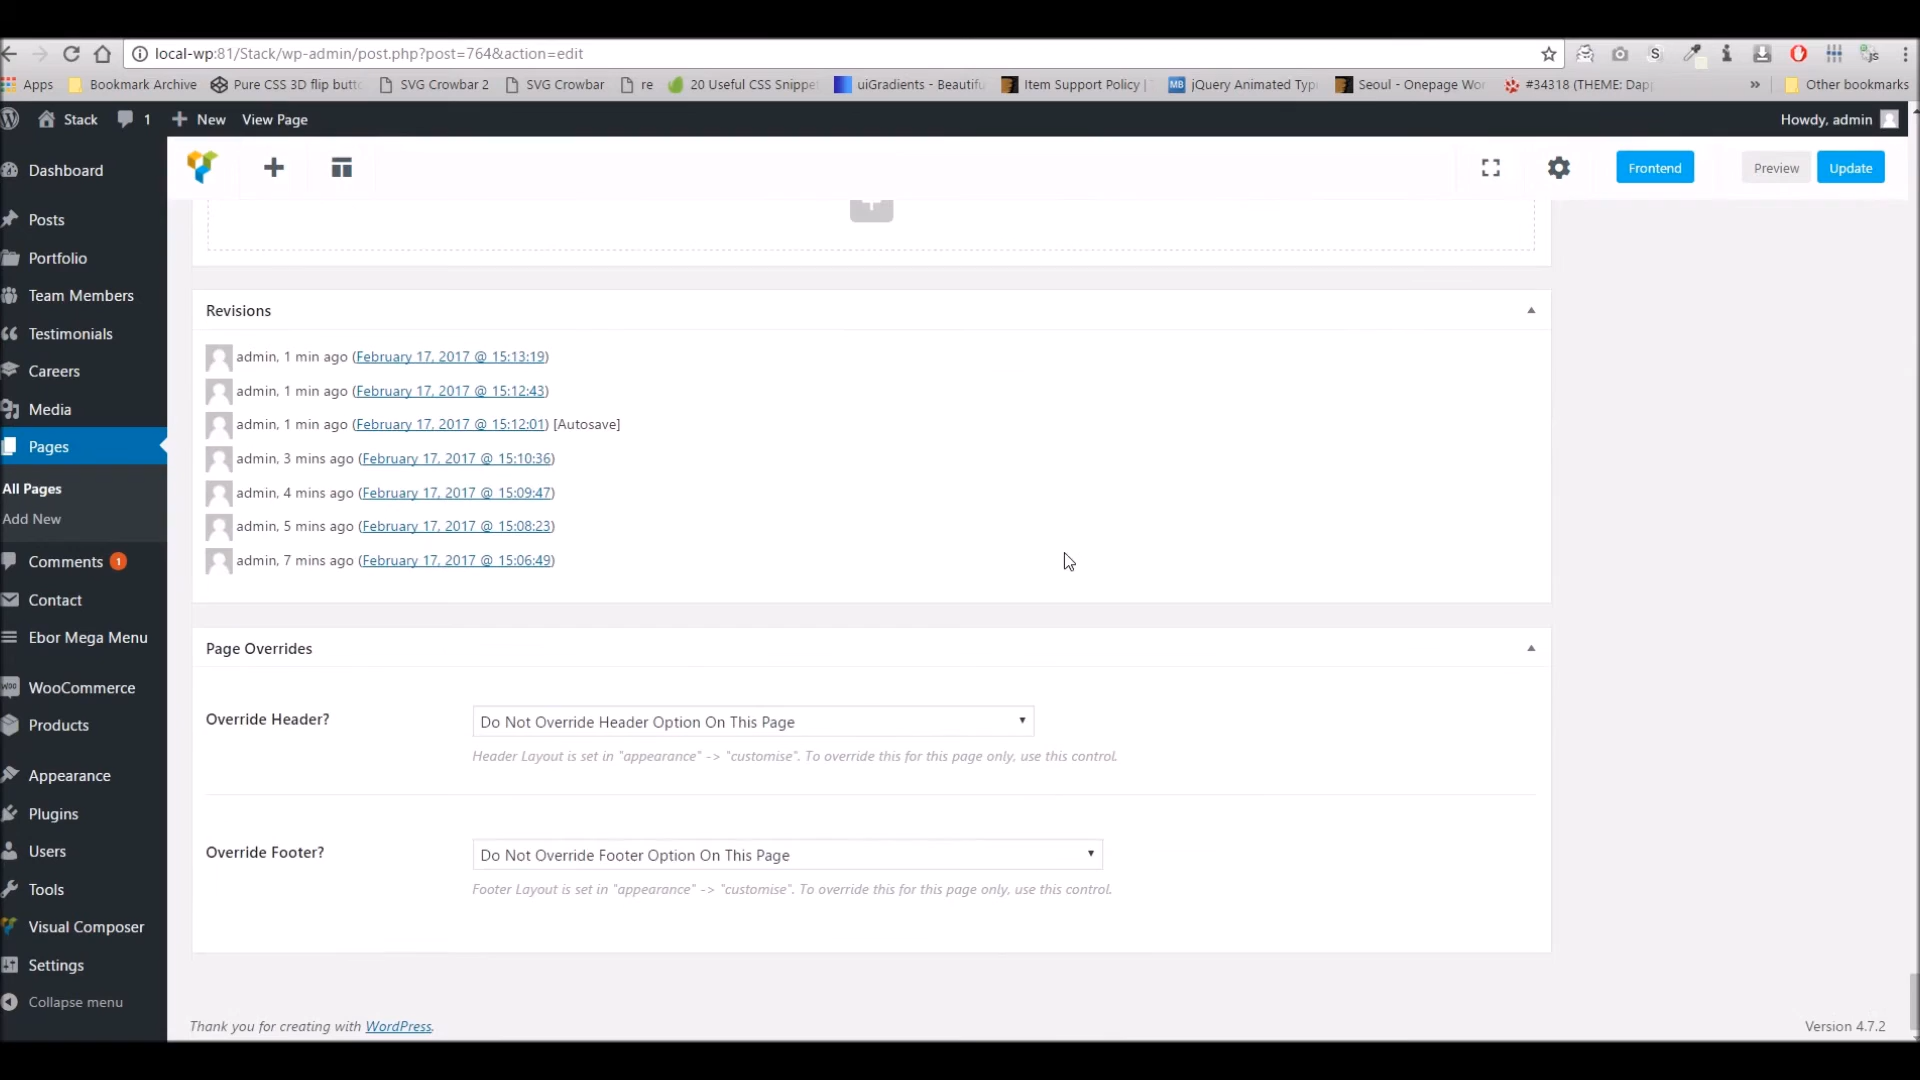 local-wp:81/Stack/wp-admin/post.php?post=764&action=edit
Apps Bookmark Archive Pure CSS 3D flip butto SVG Crowbar 2 SVG Crowbar re 20 Useful CSS Snippet uiGradients - Beautifu Item Support Policy | jQuery Animated Typ Seoul - Onepage Wor #34318 (THEME: Dap » Other bookmarks
Stack 1 New View Page Howdy, admin
Frontend Preview Update
Dashboard
Posts
Portfolio
Team Members
Testimonials
Careers
Media
Pages
All Pages
Add New
Comments 1
Contact
Ebor Mega Menu
WooCommerce
Products
Appearance
Plugins
Users
Tools
Visual Composer
Settings
Collapse menu
Revisions
admin, 1 min ago (February 17, 2017 @ 15:13:19)
admin, 1 min ago (February 17, 2017 @ 15:12:43)
admin, 1 min ago (February 17, 2017 @ 15:12:01) [Autosave]
admin, 3 mins ago (February 17, 2017 @ 15:10:36)
admin, 4 mins ago (February 17, 2017 @ 15:09:47)
admin, 5 mins ago (February 17, 2017 @ 15:08:23)
admin, 7 mins ago (February 17, 2017 @ 15:06:49)
Page Overrides
Override Header? Do Not Override Header Option On This Page
Header Layout is set in "appearance" -> "customise". To override this for this page only, use this control.
Override Footer? Do Not Override Footer Option On This Page
Footer Layout is set in "appearance" -> "customise". To override this for this page only, use this control.
Thank you for creating with WordPress. Version 4.7.2